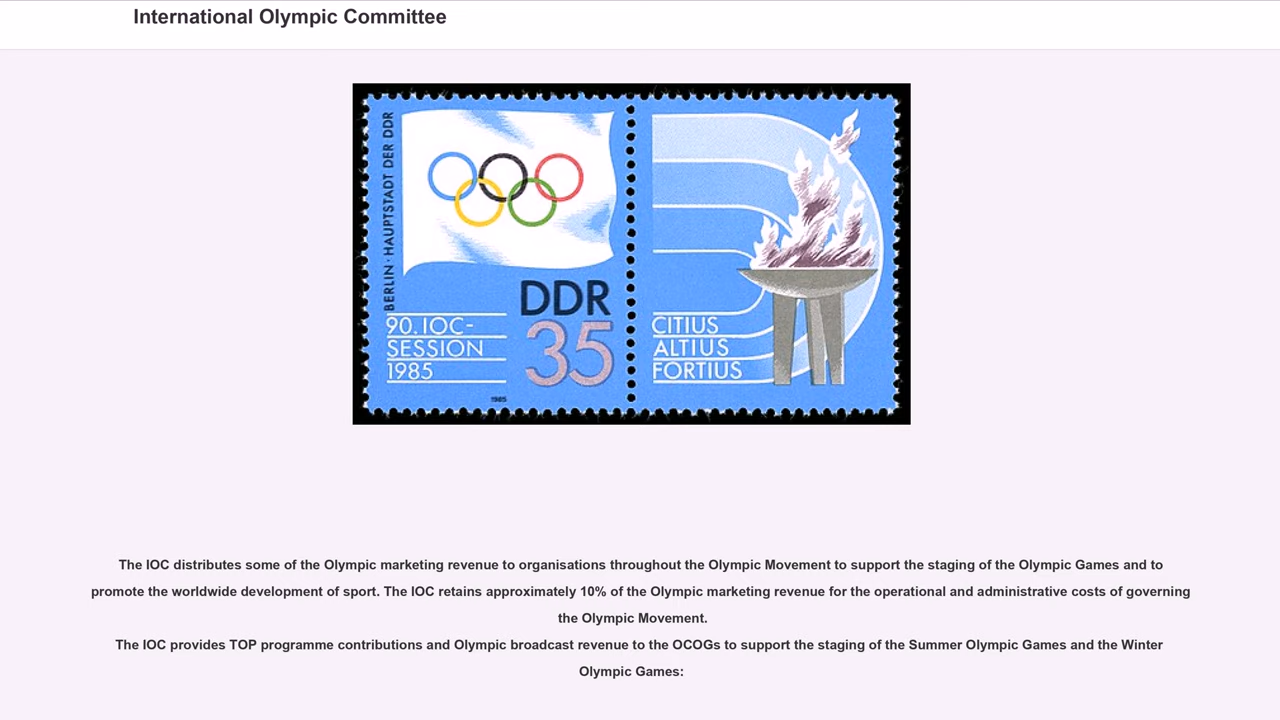 International Olympic Committee
BERLIN · HAUPTSTADT DER DDR
90. IOC-
SESSION
1985
DDR
35
1985
CITIUS
ALTIUS
FORTIUS
The IOC distributes some of the Olympic marketing revenue to organisations throughout the Olympic Movement to support the staging of the Olympic Games and to
promote the worldwide development of sport. The IOC retains approximately 10% of the Olympic marketing revenue for the operational and administrative costs of governing
the Olympic Movement.
The IOC provides TOP programme contributions and Olympic broadcast revenue to the OCOGs to support the staging of the Summer Olympic Games and the Winter
Olympic Games: